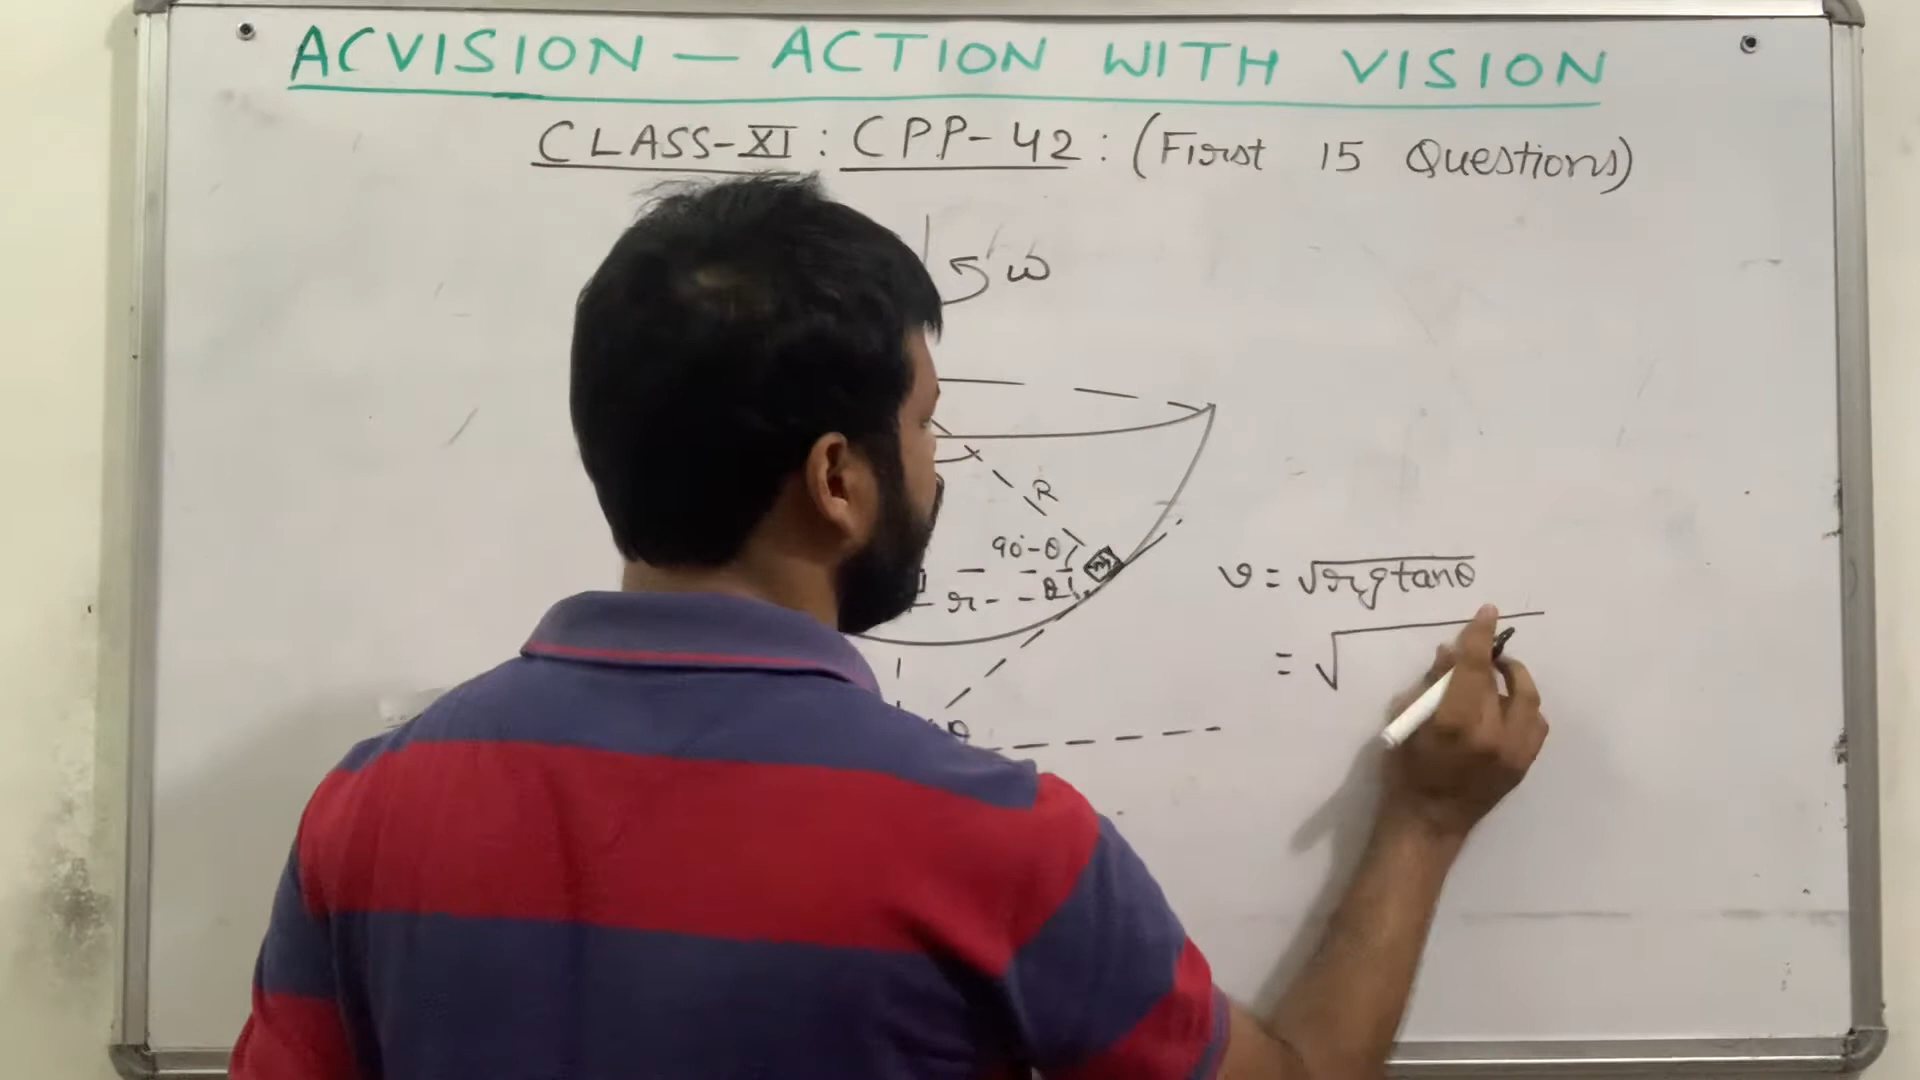 ACVISION — ACTION WITH VISION
CLASS-XI : CPP-42 : (First 15 Questions)
ω
R
90°-θ
m
r
θ
v = √rg tanθ
= √
θ